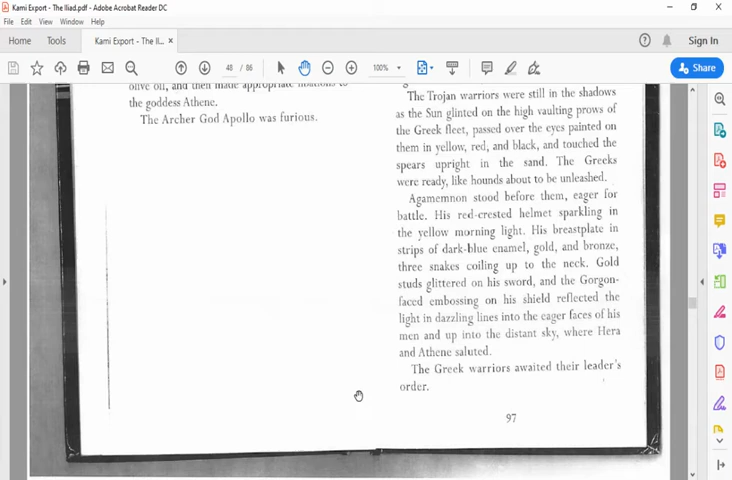 Kami Export - The Iliad.pdf - Adobe Acrobat Reader DC
File Edit View Window Help
Home Tools Kami Export - The Il... ×
Sign In
48 / 86
100%
Share
olive oil, and then made appropriate libations to
the goddess Athene.
The Archer God Apollo was furious.
The Trojan warriors were still in the shadows
as the Sun glinted on the high vaulting prows of
the Greek fleet, passed over the eyes painted on
them in yellow, red, and black, and touched the
spears upright in the sand. The Greeks
were ready, like hounds about to be unleashed.
Agamemnon stood before them, eager for
battle. His red-crested helmet sparkling in
the yellow morning light. His breastplate in
strips of dark-blue enamel, gold, and bronze,
three snakes coiling up to the neck. Gold
studs glittered on his sword, and the Gorgon-
faced embossing on his shield reflected the
light in dazzling lines into the eager faces of his
men and up into the distant sky, where Hera
and Athene saluted.
The Greek warriors awaited their leader's
order.
97